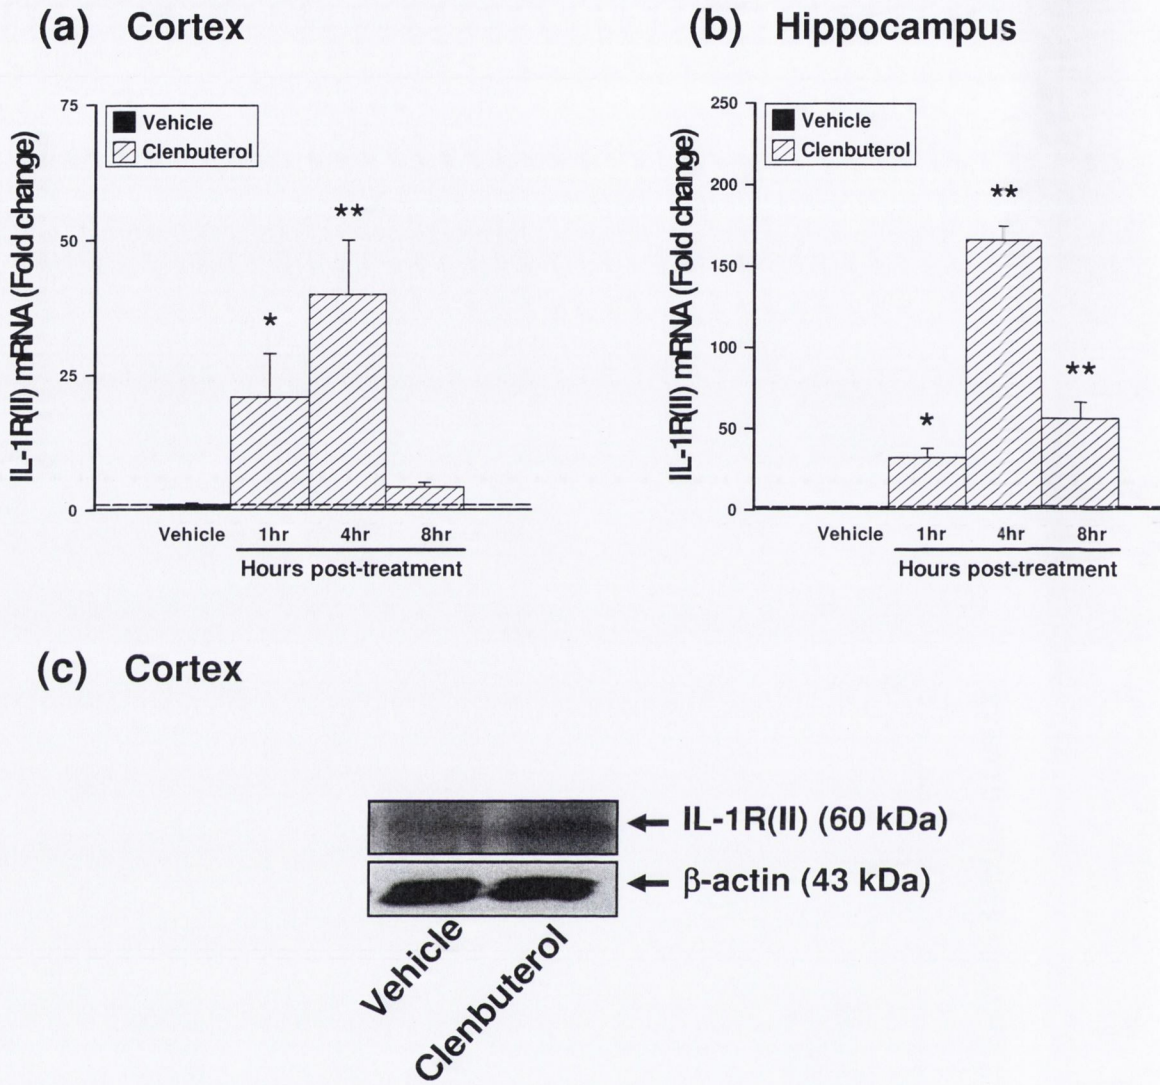 (a) Cortex
IL-1R(II) mRNA (Fold change)
75
50
25
0
Vehicle
Clenbuterol
*
**
Vehicle 1hr 4hr 8hr
Hours post-treatment
(b) Hippocampus
IL-1R(II) mRNA (Fold change)
250
200
150
100
50
0
Vehicle
Clenbuterol
*
**
**
Vehicle 1hr 4hr 8hr
Hours post-treatment
(c) Cortex
IL-1R(II) (60 kDa)
β-actin (43 kDa)
Vehicle
Clenbuterol